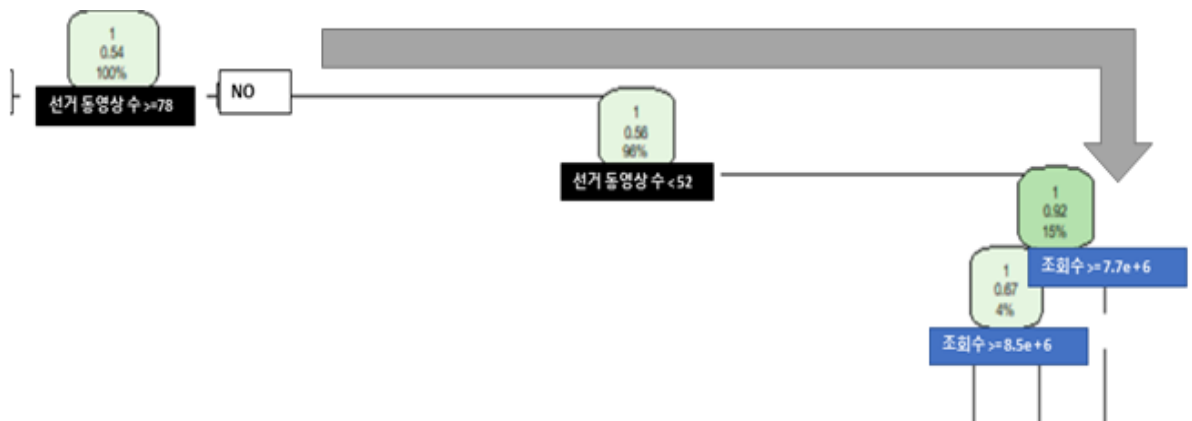 1
0.54
100%
선거 동영상 수 >=78
NO
1
0.56
96%
선거 동영상 수 < 52
1
0.92
15%
조회수 >=7.7e+6
1
0.67
4%
조회수 >=8.5e+6